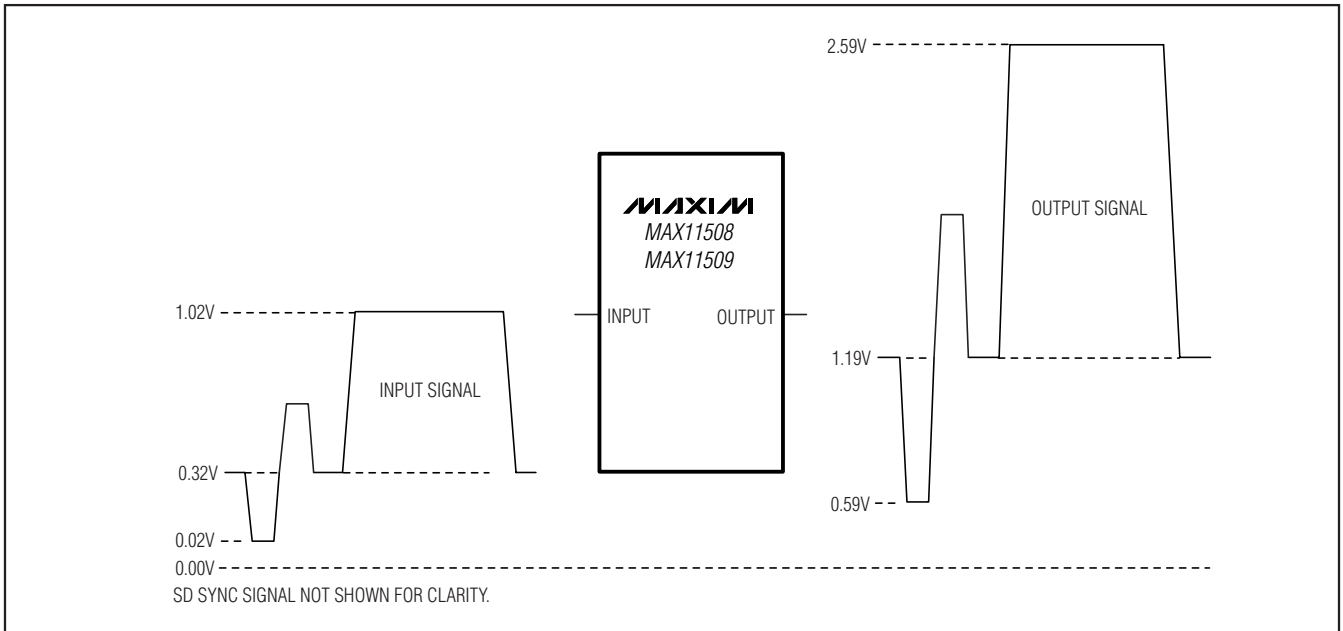 2.59V
MAXIM
MAX11508
MAX11509
OUTPUT SIGNAL
1.02V
INPUT
OUTPUT
1.19V
INPUT SIGNAL
0.32V
0.59V
0.02V
0.00V
SD SYNC SIGNAL NOT SHOWN FOR CLARITY.